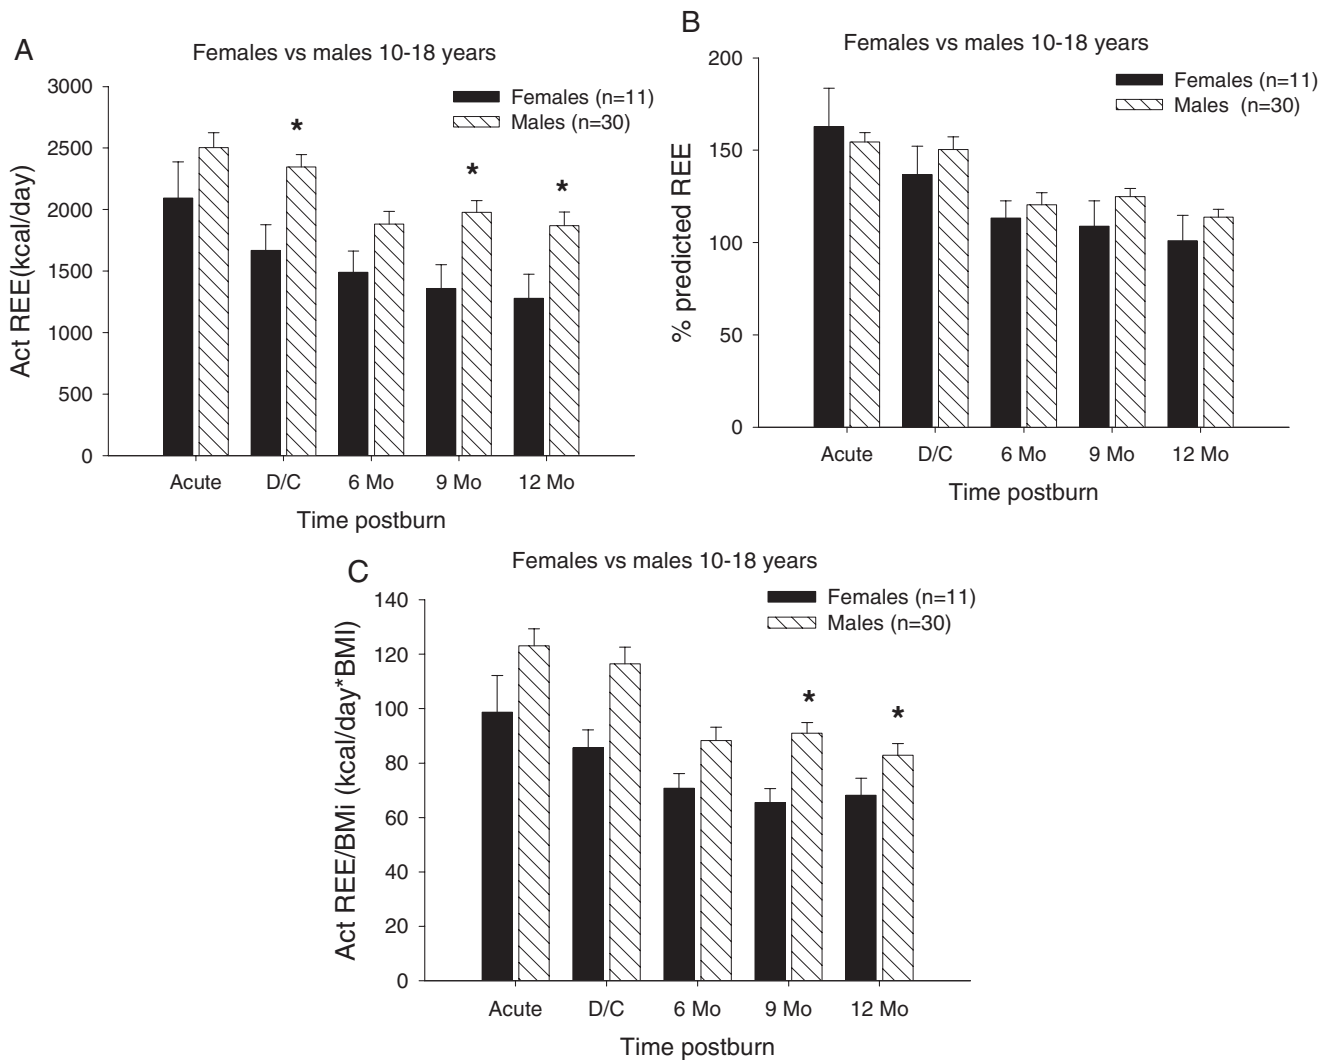 A
Females vs males 10-18 years
Females (n=11)
Males (n=30)
3000
2500
2000
1500
1000
500
0
Act REE(kcal/day)
*
*
*
Acute D/C 6 Mo 9 Mo 12 Mo
Time postburn
B
Females vs males 10-18 years
Females (n=11)
Males (n=30)
200
150
100
50
0
% predicted REE
Acute D/C 6 Mo 9 Mo 12 Mo
Time postburn
C
Females vs males 10-18 years
Females (n=11)
Males (n=30)
140
120
100
80
60
40
20
0
Act REE/BMi (kcal/day*BMI)
*
*
Acute D/C 6 Mo 9 Mo 12 Mo
Time postburn